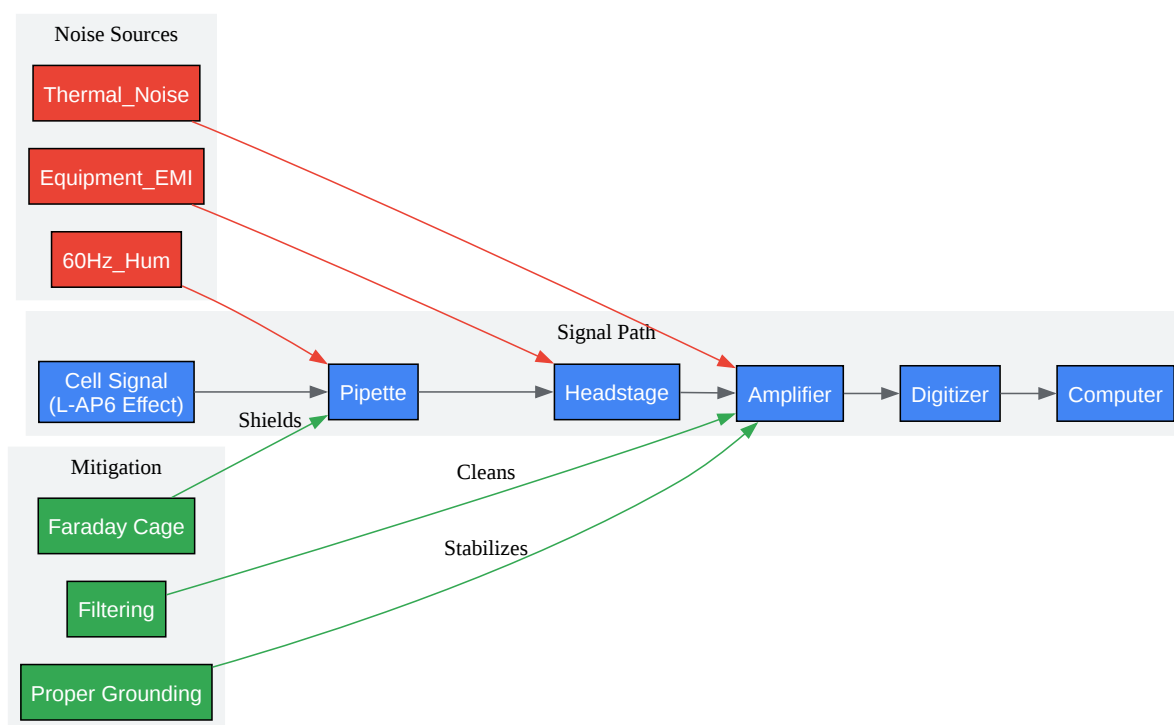 Noise Sources
Thermal_Noise
Equipment_EMI
60Hz_Hum
Signal Path
Cell Signal
(L-AP6 Effect)
Pipette
Headstage
Amplifier
Digitizer
Computer
Shields
Cleans
Stabilizes
Mitigation
Faraday Cage
Filtering
Proper Grounding